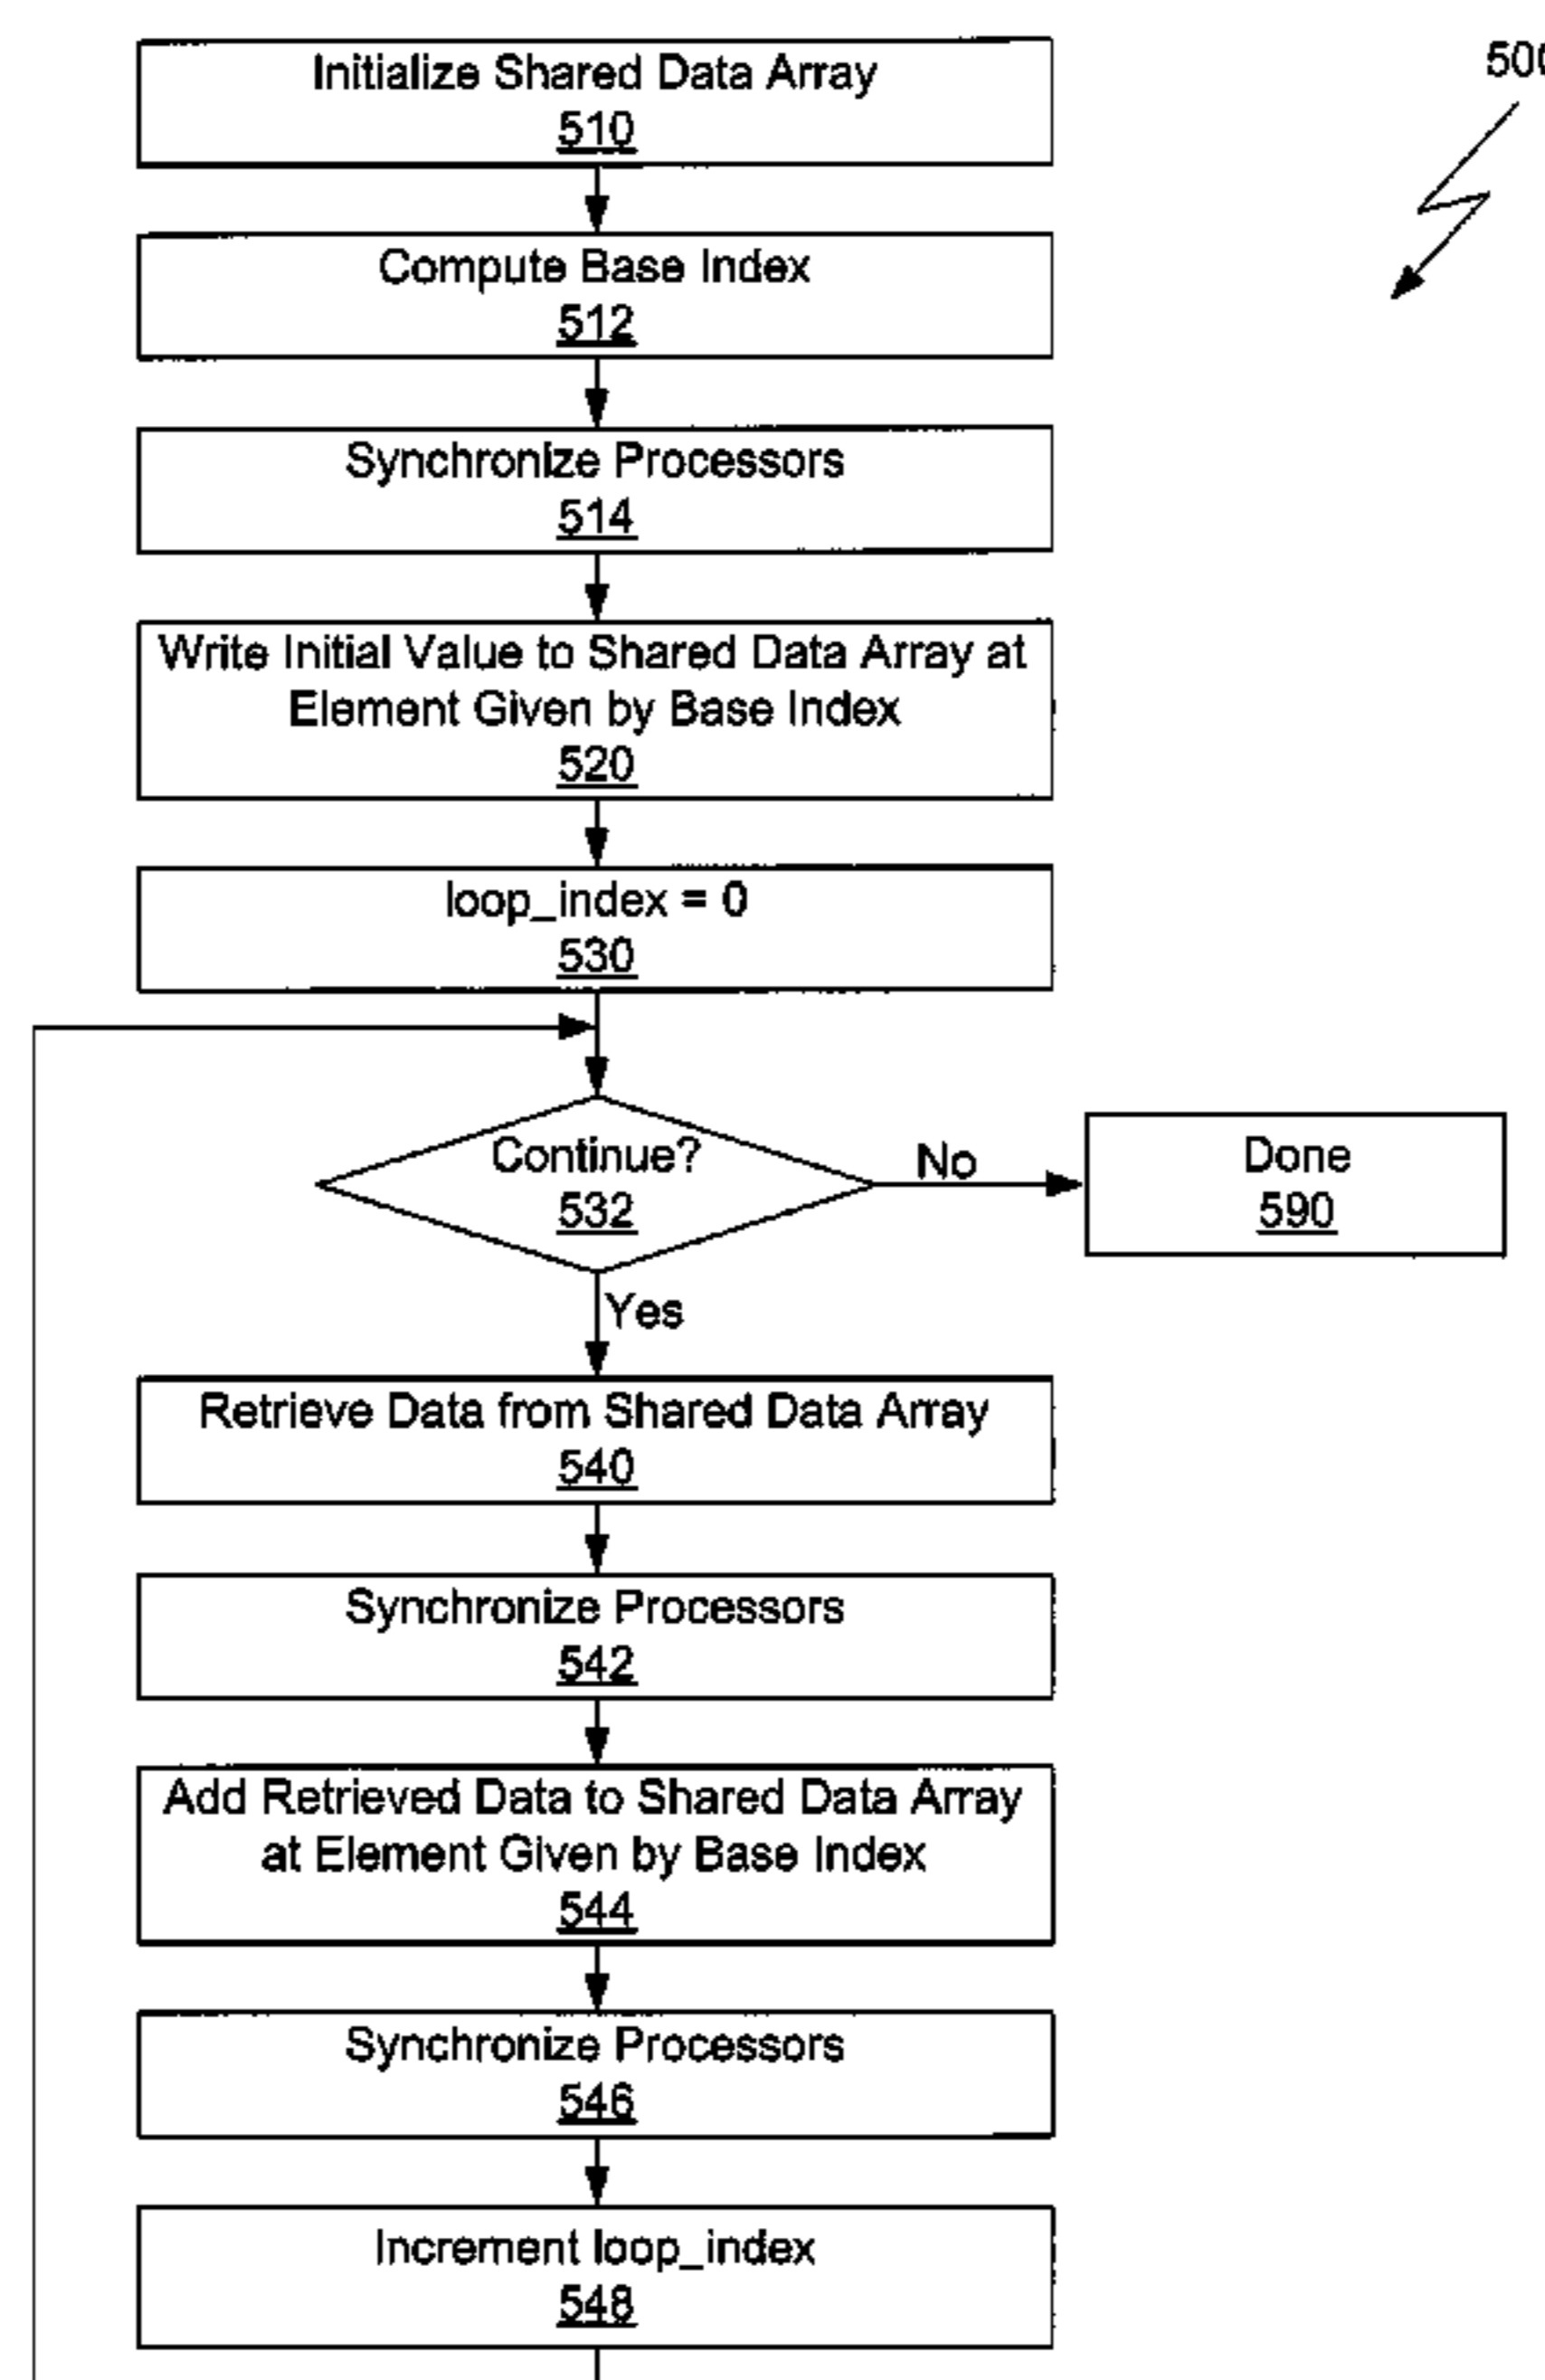 Initialize Shared Data Array
510
500
Compute Base Index
512
Synchronize Processors
514
Write Initial Value to Shared Data Array at
Element Given by Base Index
520
loop_index = 0
530
Continue?
532
No
Done
590
Yes
Retrieve Data from Shared Data Array
540
Synchronize Processors
542
Add Retrieved Data to Shared Data Array
at Element Given by Base Index
544
Synchronize Processors
546
Increment loop_index
548